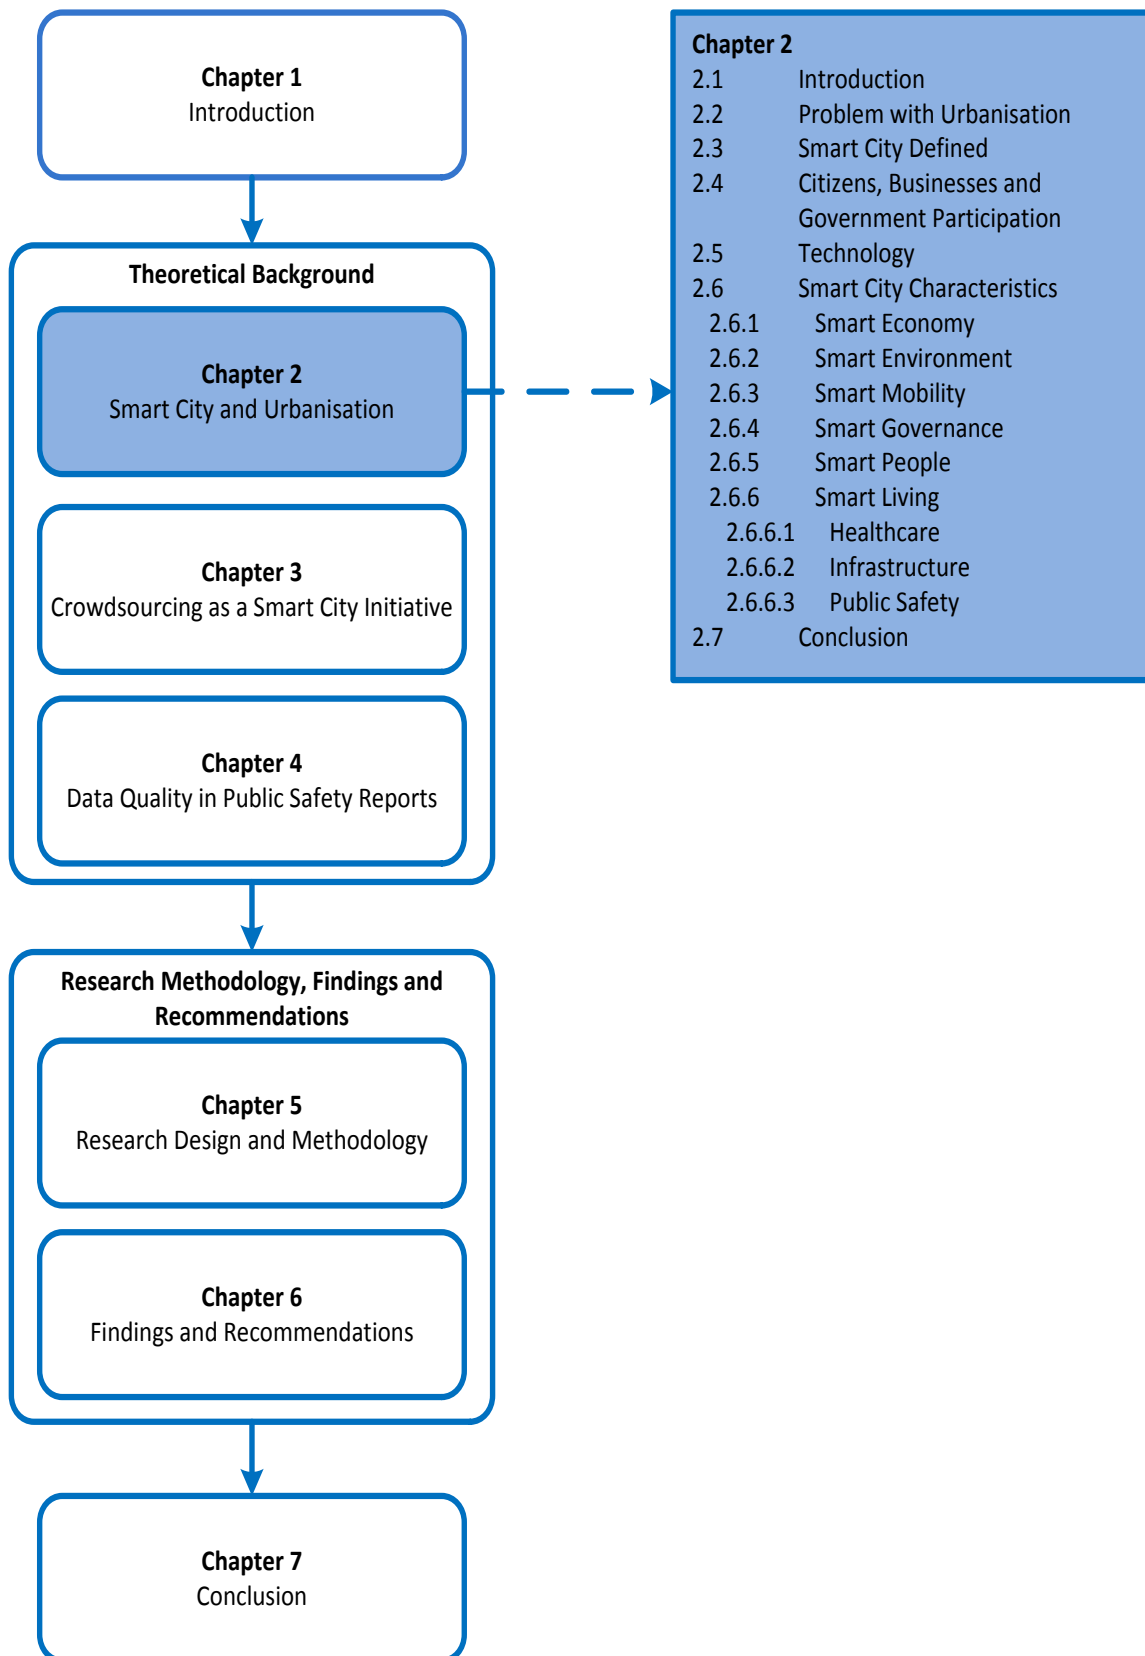 Chapter 1
Introduction
Theoretical Background
Chapter 2
Smart City and Urbanisation
Chapter 3
Crowdsourcing as a Smart City Initiative
Chapter 4
Data Quality in Public Safety Reports
Research Methodology, Findings and
Recommendations
Chapter 5
Research Design and Methodology
Chapter 6
Findings and Recommendations
Chapter 7
Conclusion
Chapter 2
2.1 Introduction
2.2 Problem with Urbanisation
2.3 Smart City Defined
2.4 Citizens, Businesses and
Government Participation
2.5 Technology
2.6 Smart City Characteristics
2.6.1 Smart Economy
2.6.2 Smart Environment
2.6.3 Smart Mobility
2.6.4 Smart Governance
2.6.5 Smart People
2.6.6 Smart Living
2.6.6.1 Healthcare
2.6.6.2 Infrastructure
2.6.6.3 Public Safety
2.7 Conclusion